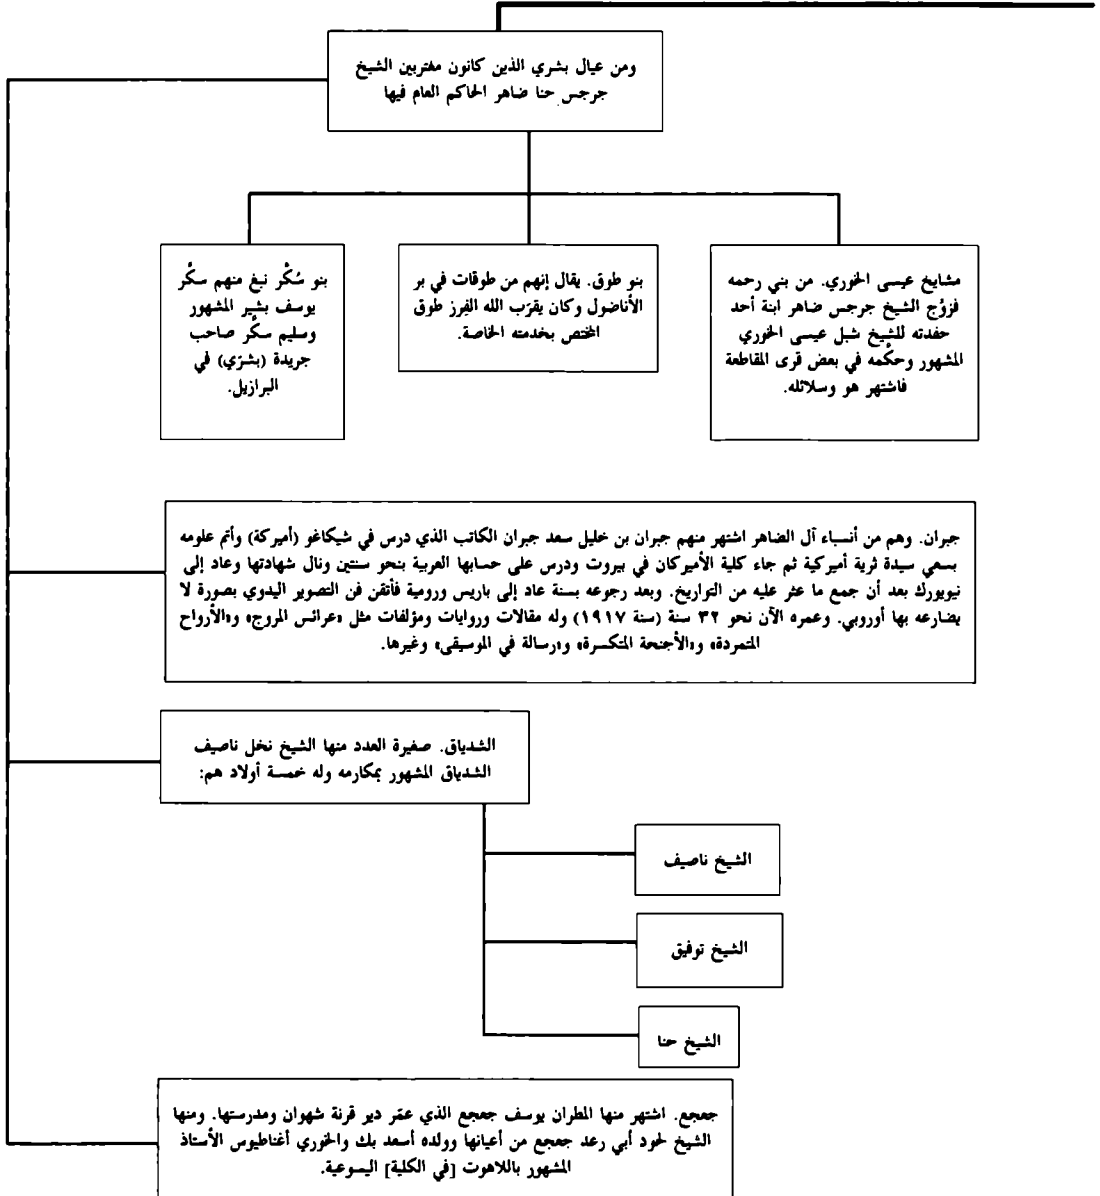 ومن عيال بشري الذين كانون مغتربين الشيخ
جرجس حنا ضاهر الحاكم العام فيها
مشايخ عيسى الخوري. من بني رحمه
فزوّج الشيخ جرجس ضاهر ابنة أحد
حفدته للشيخ شبل عيسى الخوري
المشهور وحكّمه في بعض قرى المقاطعة
فاشتهر هو وسلائله.
بنو طوق. يقال إنهم من طوقات في بر
الأناضول وكان يقرّب الله الفرز طوق
المختص بخدمته الخاصة.
بنو سُكَّر نبغ منهم سكَّر
يوسف بشير المشهور
وسليم سكَّر صاحب
جريدة (بشرّي) في
البرازيل.
جبران. وهم من أنسباء آل الضاهر اشتهر منهم جبران بن خليل سعد جبران الكاتب الذي درس في شيكاغو (أميركة) وأتم علومه
بسعي سيدة ثرية أميركية ثم جاء كلية الأميركان في بيروت ودرس على حسابها العربية بنحو سنتين ونال شهادتها وعاد إلى
نيويورك بعد أن جمع ما عثر عليه من التواريخ. وبعد رجوعه بسنة عاد إلى باريس ورومية فأتقن فن التصوير اليدوي بصورة لا
يضارعه بها أوروبي. وعمره الآن نحو ٣٢ سنة (سنة ١٩١٧) وله مقالات وروايات ومؤلفات مثل «عرائس المروج» و«الأرواح
المتمردة» و«الأجنحة المتكسرة» و«رسالة في الموسيقى» وغيرها.
الشدياق. صغيرة العدد منها الشيخ نخل ناصيف
الشدياق المشهور بمكارمه وله خمسة أولاد هم:
الشيخ ناصيف
الشيخ توفيق
الشيخ حنا
جعجع. اشتهر منها المطران يوسف جعجع الذي عمّر دير قرنة شهوان ومدرستها. ومنها
الشيخ لحود أبي رعد جعجع من أعيانها وولده أسعد بك والخوري أغناطيوس الأستاذ
المشهور باللاهوت [في الكلية] اليسوعية.